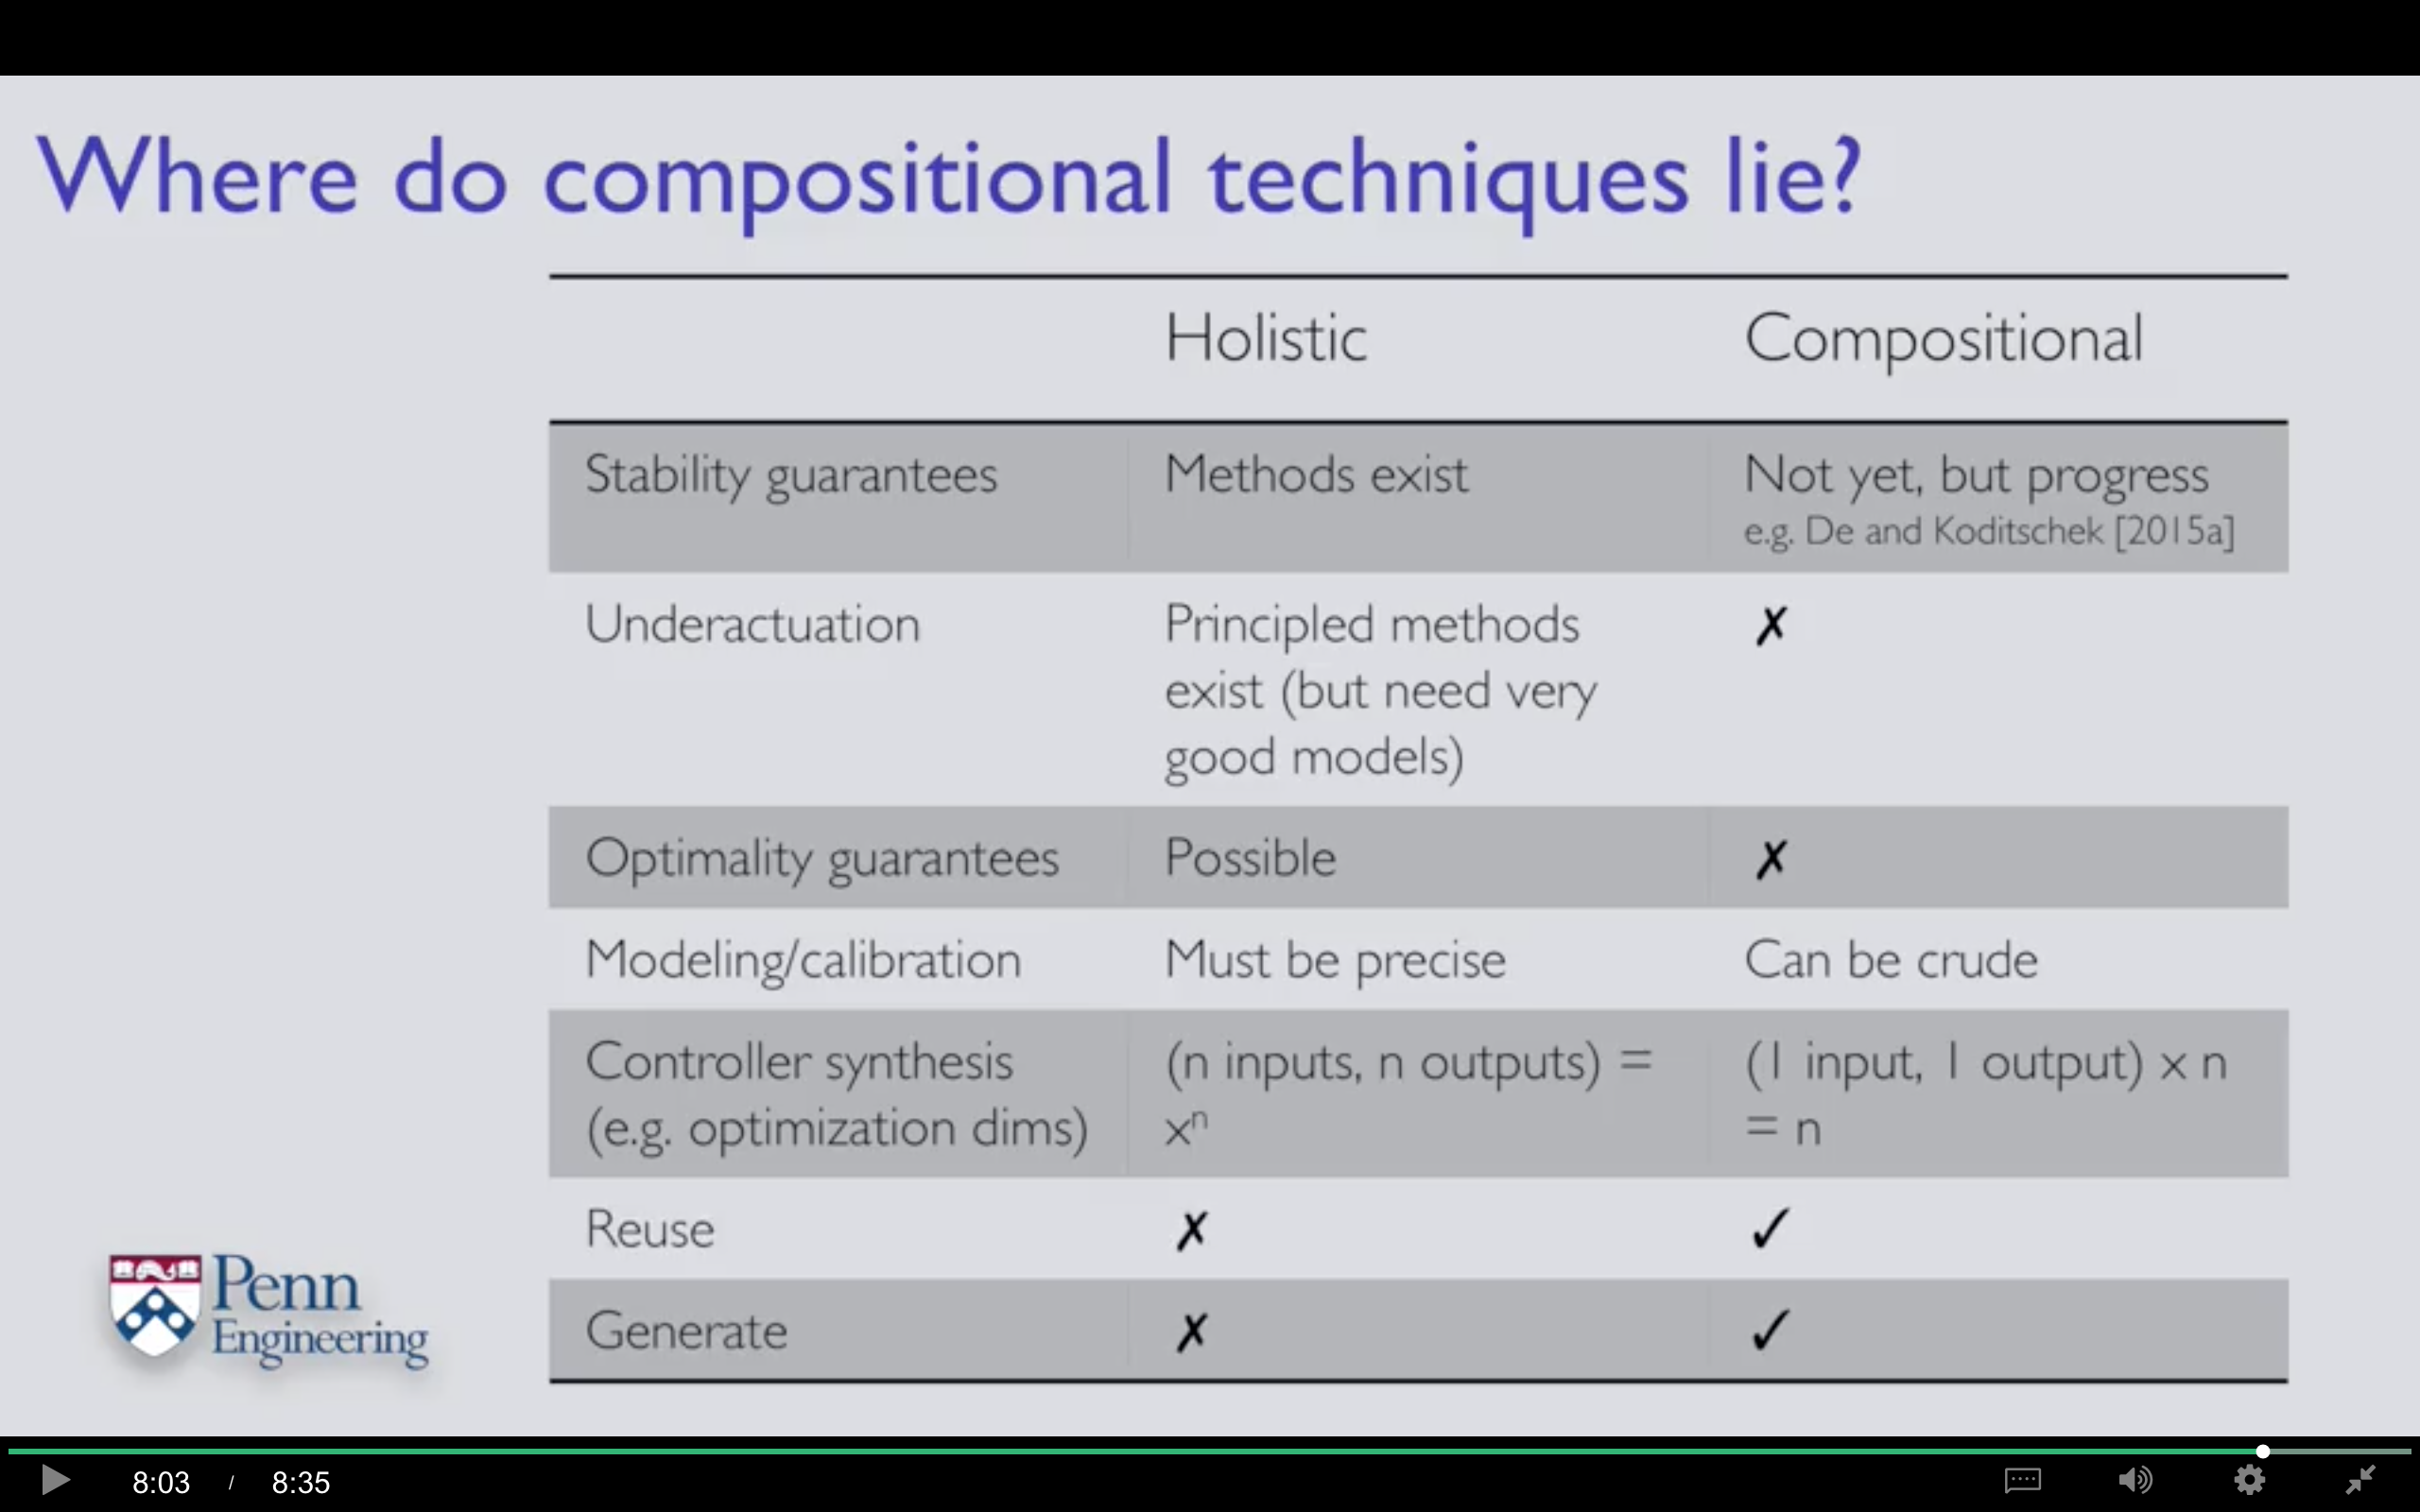 Where do compositional techniques lie?
Holistic Compositional
Stability guarantees Methods exist Not yet, but progress
e.g. De and Koditschek [2015a]
Underactuation Principled methods ✗
exist (but need very
good models)
Optimality guarantees Possible ✗
Modeling/calibration Must be precise Can be crude
Controller synthesis (n inputs, n outputs) = (1 input, 1 output) x n
(e.g. optimization dims) xⁿ = n
Reuse ✗ ✓
Generate ✗ ✓
Penn
Engineering
8:03 / 8:35